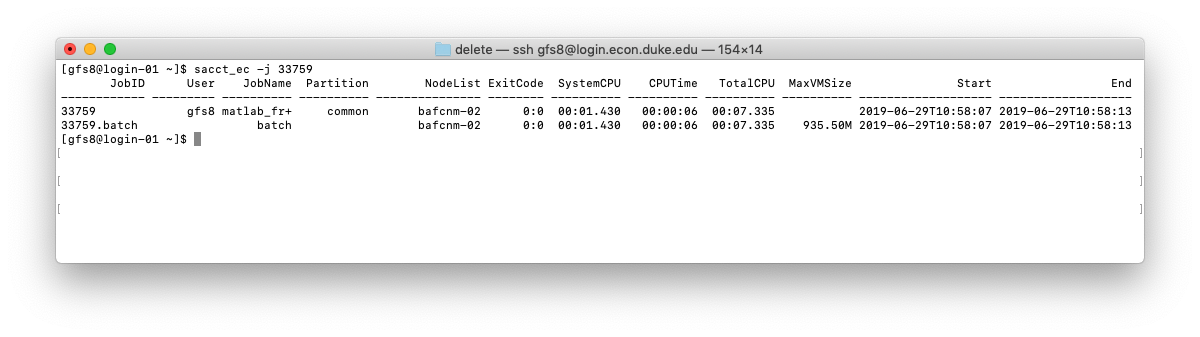 delete — ssh gfs8@login.econ.duke.edu — 154×14
[gfs8@login-01 ~]$ sacct_ec -j 33759
       JobID      User    JobName  Partition        NodeList ExitCode  SystemCPU    CPUTime   TotalCPU  MaxVMSize               Start                 End
------------ --------- ---------- ---------- --------------- -------- ---------- ---------- ---------- ---------- ------------------- -------------------
33759             gfs8 matlab_fr+     common       bafcnm-02      0:0  00:01.430   00:00:06  00:07.335            2019-06-29T10:58:07 2019-06-29T10:58:13
33759.batch                 batch                  bafcnm-02      0:0  00:01.430   00:00:06  00:07.335    935.50M 2019-06-29T10:58:07 2019-06-29T10:58:13
[gfs8@login-01 ~]$
[ ]
[ ]
[ ]